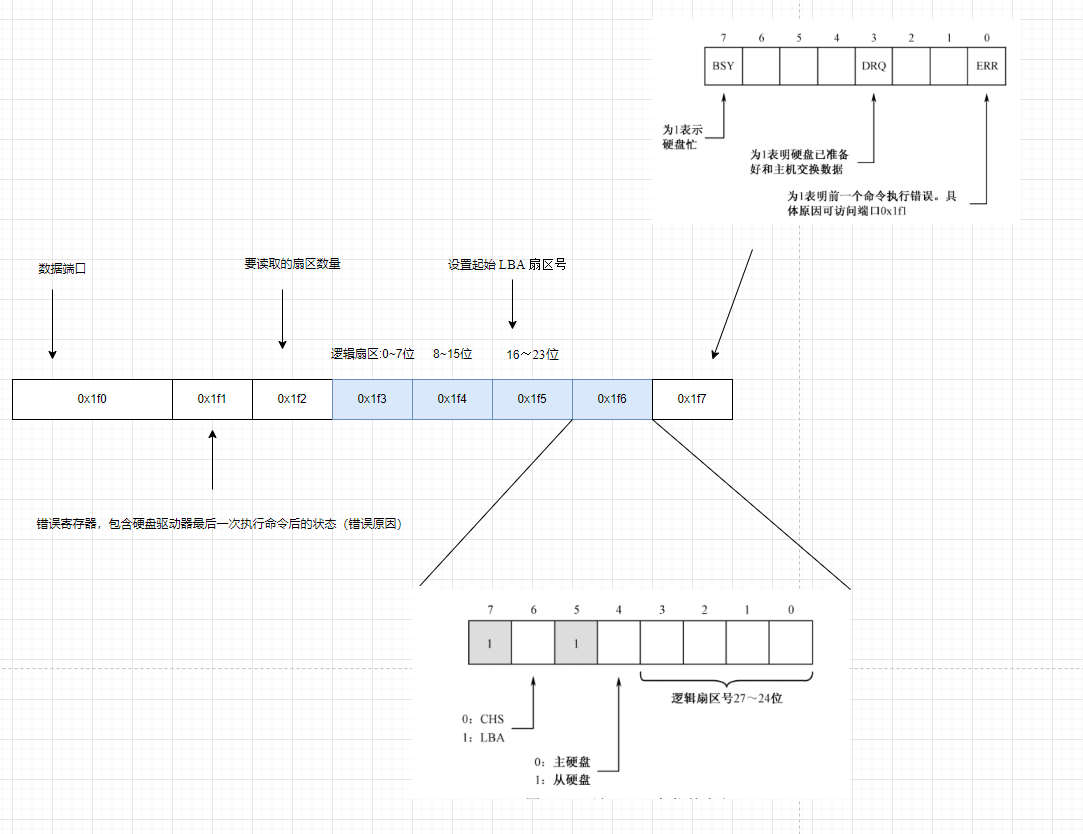 7 6 5 4 3 2 1 0
BSY DRQ ERR
为1表示
硬盘忙
为1表明硬盘已准备
好和主机交换数据
为1表明前一个命令执行错误。具
体原因可访问端口0x1f1
数据端口
要读取的扇区数量
设置起始 LBA 扇区号
逻辑扇区:0~7位
8~15位
16～23位
0x1f0 0x1f1 0x1f2 0x1f3 0x1f4 0x1f5 0x1f6 0x1f7
错误寄存器，包含硬盘驱动器最后一次执行命令后的状态（错误原因）
7 6 5 4 3 2 1 0
1 1
逻辑扇区号27～24位
0：CHS
1：LBA
0：主硬盘
1：从硬盘